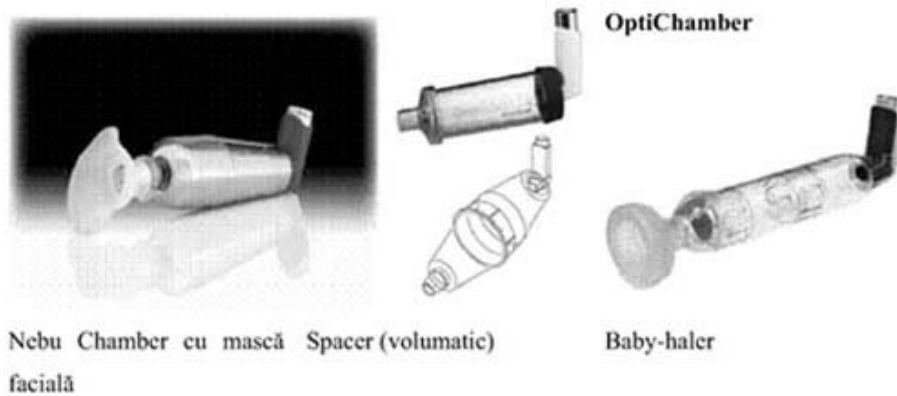 OptiChamber
Nebu Chamber cu mască Spacer (volumatic) Baby-haler
facială